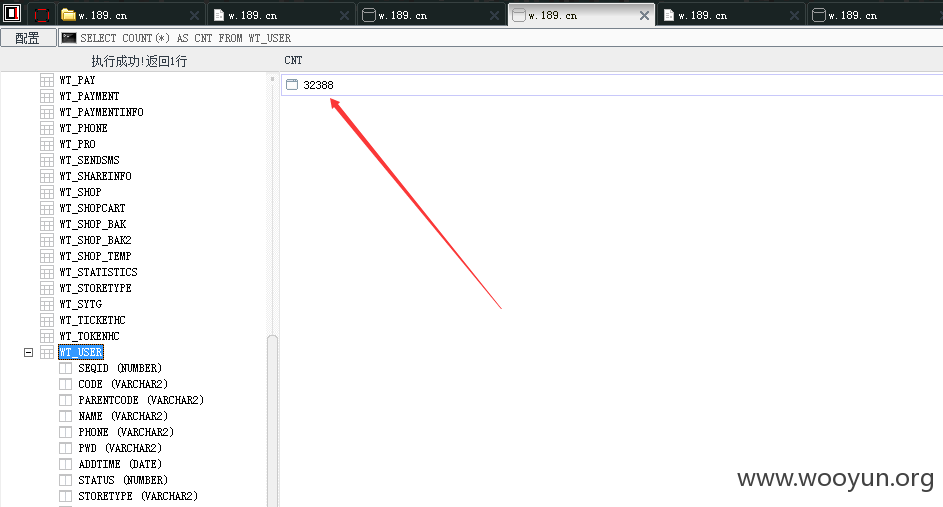 w.189.cn
w.189.cn
w.189.cn
w.189.cn
w.189.cn
w.189.cn
配置
SELECT COUNT(*) AS CNT FROM WT_USER
执行成功!返回1行
CNT
32388
WT_PAY
WT_PAYMENT
WT_PAYMENTINFO
WT_PHONE
WT_PRO
WT_SENDSMS
WT_SHAREINFO
WT_SHOP
WT_SHOPCART
WT_SHOP_BAK
WT_SHOP_BAK2
WT_SHOP_TEMP
WT_STATISTICS
WT_STORETYPE
WT_SYTG
WT_TICKETHC
WT_TOKENHC
WT_USER
SEQID (NUMBER)
CODE (VARCHAR2)
PARENTCODE (VARCHAR2)
NAME (VARCHAR2)
PHONE (VARCHAR2)
PWD (VARCHAR2)
ADDTIME (DATE)
STATUS (NUMBER)
STORETYPE (VARCHAR2)
www.wooyun.org